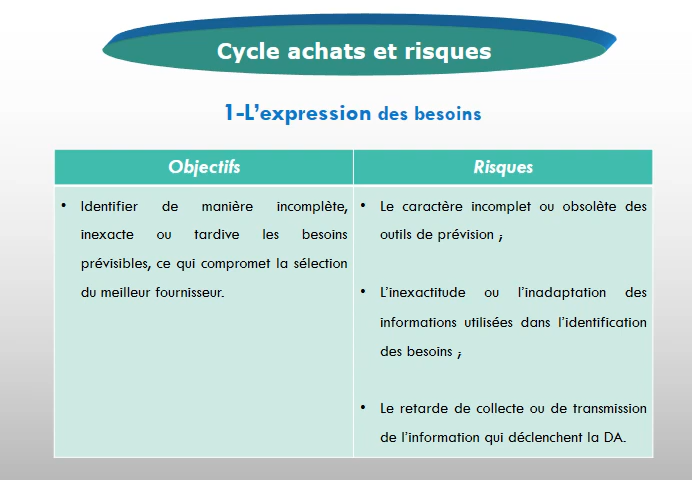 Cycle achats et risques
1-L’expression des besoins
Objectifs
Risques
• Identifier de manière incomplète,
inexacte ou tardive les besoins
prévisibles, ce qui compromet la sélection
du meilleur fournisseur.
• Le caractère incomplet ou obsolète des
outils de prévision ;
• L’inexactitude ou l’inadaptation des
informations utilisées dans l’identification
des besoins ;
• Le retarde de collecte ou de transmission
de l’information qui déclenchent la DA.